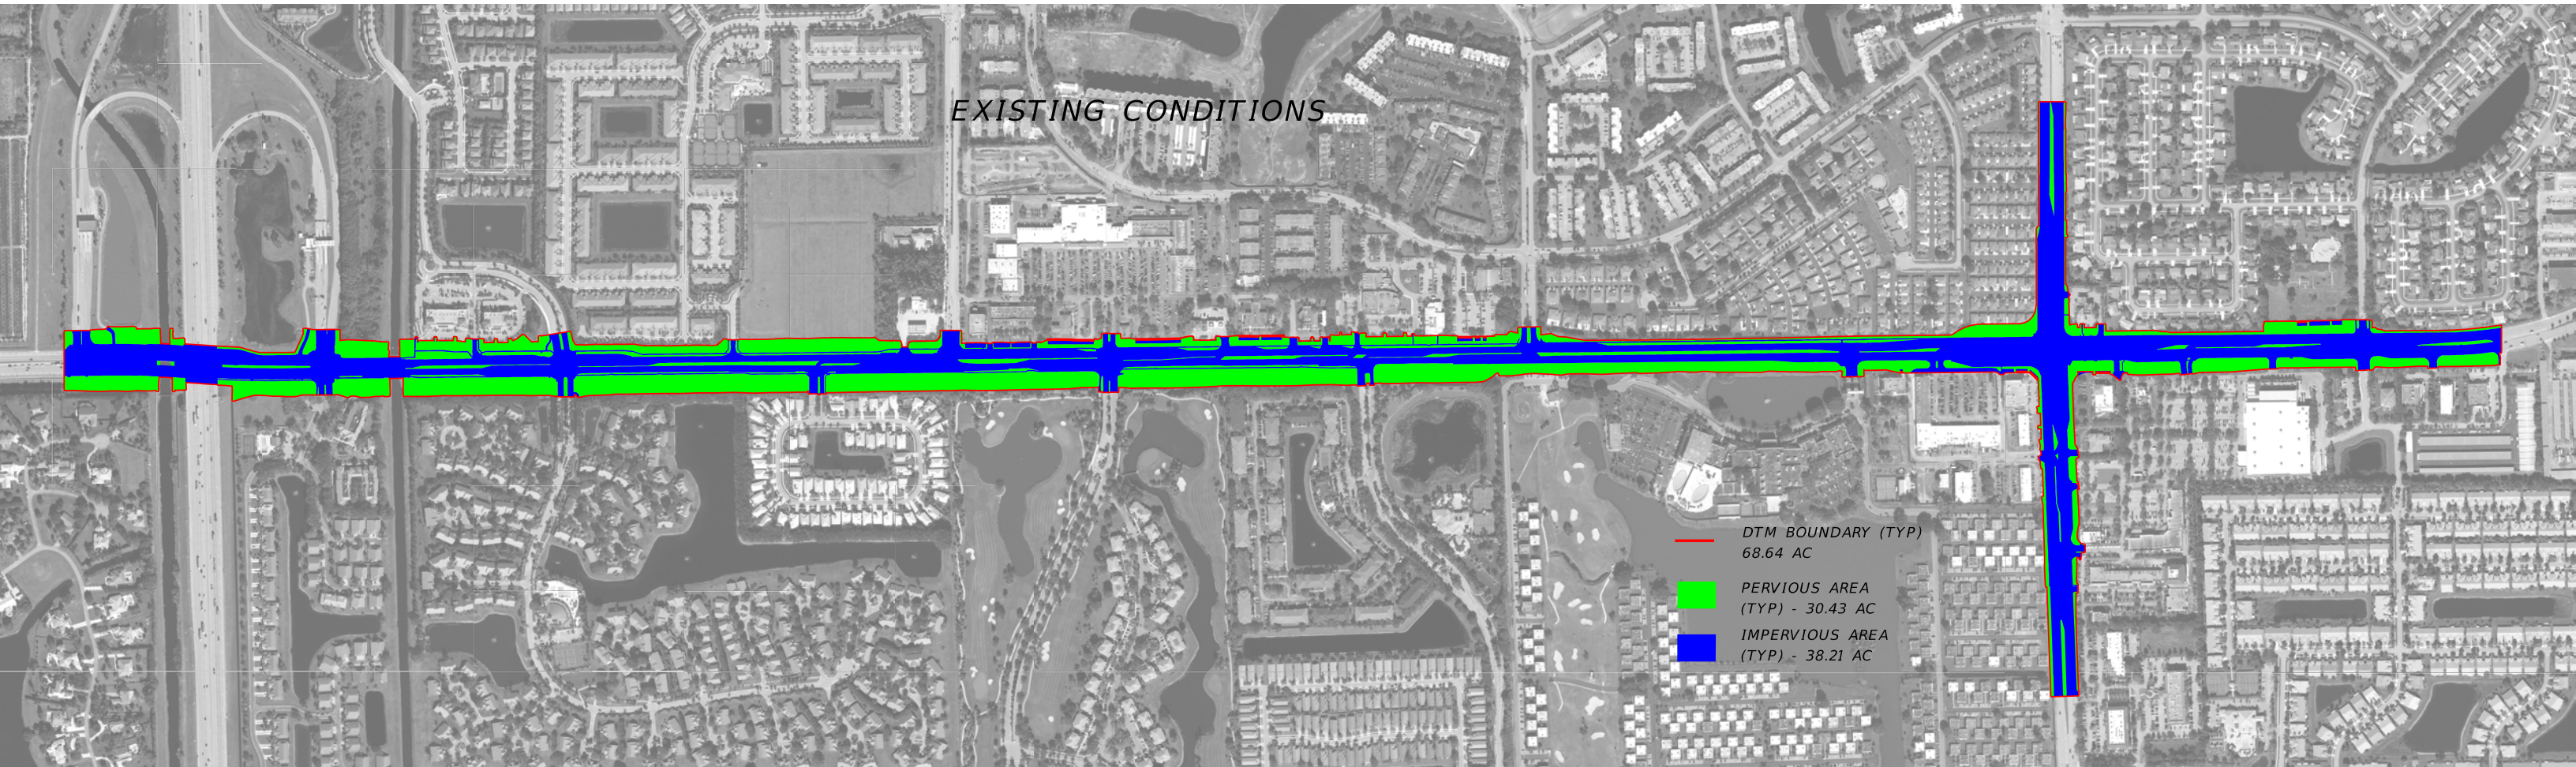 EXISTING CONDITIONS
DTM BOUNDARY (TYP)
68.64 AC
PERVIOUS AREA
(TYP) - 30.43 AC
IMPERVIOUS AREA
(TYP) - 38.21 AC